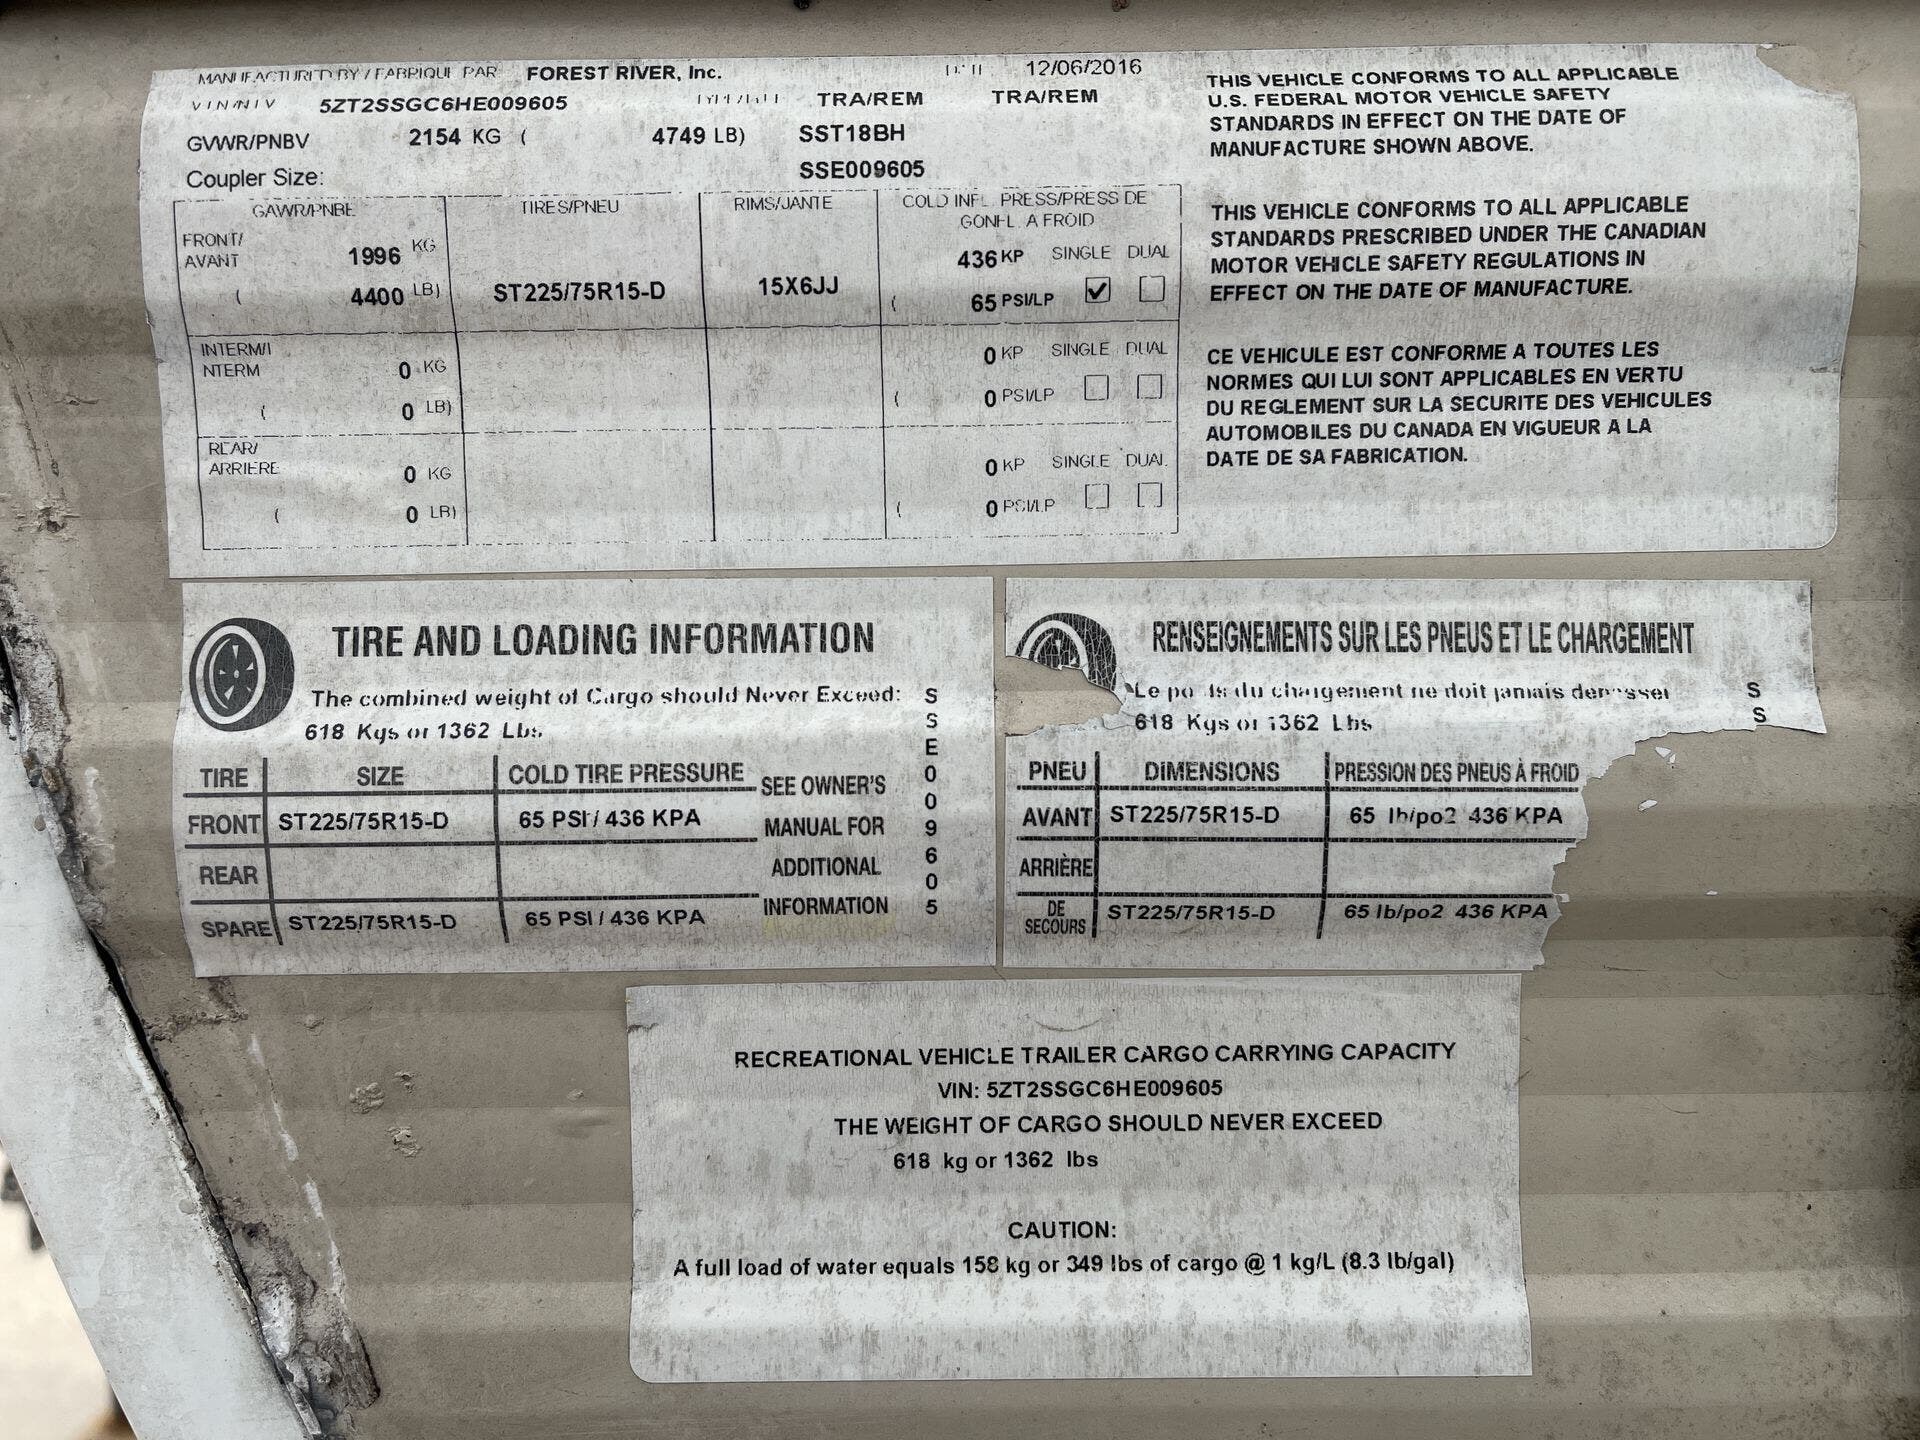 MANUFACTURED BY / FABRIQUE PAR FOREST RIVER, Inc. 12/06/2016
VIN/NIV 5ZT2SSGC6HE009605 TRA/REM TRA/REM
GVWR/PNBV 2154 KG ( 4749 LB) SST18BH
Coupler Size: SSE009605
GAWR/PNBE TIRES/PNEU RIMS/JANTE COLD INFL. PRESS/PRESS DE
GONFL. A FROID
FRONT/ 1996 KG 436 KP SINGLE DUAL
AVANT
( 4400 LB) ST225/75R15-D 15X6JJ ( 65 PSI/LP ✓
INTERM/I 0 KP SINGLE DUAL
NTERM 0 KG
( 0 LB) ( 0 PSI/LP
REAR/ 0 KP SINGLE DUAL
ARRIERE 0 KG
( 0 LB) ( 0 PSI/LP
THIS VEHICLE CONFORMS TO ALL APPLICABLE
U.S. FEDERAL MOTOR VEHICLE SAFETY
STANDARDS IN EFFECT ON THE DATE OF
MANUFACTURE SHOWN ABOVE.
THIS VEHICLE CONFORMS TO ALL APPLICABLE
STANDARDS PRESCRIBED UNDER THE CANADIAN
MOTOR VEHICLE SAFETY REGULATIONS IN
EFFECT ON THE DATE OF MANUFACTURE.
CE VEHICULE EST CONFORME A TOUTES LES
NORMES QUI LUI SONT APPLICABLES EN VERTU
DU REGLEMENT SUR LA SECURITE DES VEHICULES
AUTOMOBILES DU CANADA EN VIGUEUR A LA
DATE DE SA FABRICATION.
TIRE AND LOADING INFORMATION
The combined weight of Cargo should Never Exceed:
618 Kgs or 1362 Lbs.
TIRE SIZE COLD TIRE PRESSURE
FRONT ST225/75R15-D 65 PSI / 436 KPA
REAR
SPARE ST225/75R15-D 65 PSI / 436 KPA
SEE OWNER'S
MANUAL FOR
ADDITIONAL
INFORMATION
SSE009605
RENSEIGNEMENTS SUR LES PNEUS ET LE CHARGEMENT
Le poids du chargement ne doit jamais depasser
618 Kgs or 1362 Lbs
PNEU DIMENSIONS PRESSION DES PNEUS À FROID
AVANT ST225/75R15-D 65 lb/po2 436 KPA
ARRIÈRE
DE
SECOURS ST225/75R15-D 65 lb/po2 436 KPA
SS
RECREATIONAL VEHICLE TRAILER CARGO CARRYING CAPACITY
VIN: 5ZT2SSGC6HE009605
THE WEIGHT OF CARGO SHOULD NEVER EXCEED
618 kg or 1362 lbs
CAUTION:
A full load of water equals 158 kg or 349 lbs of cargo @ 1 kg/L (8.3 lb/gal)